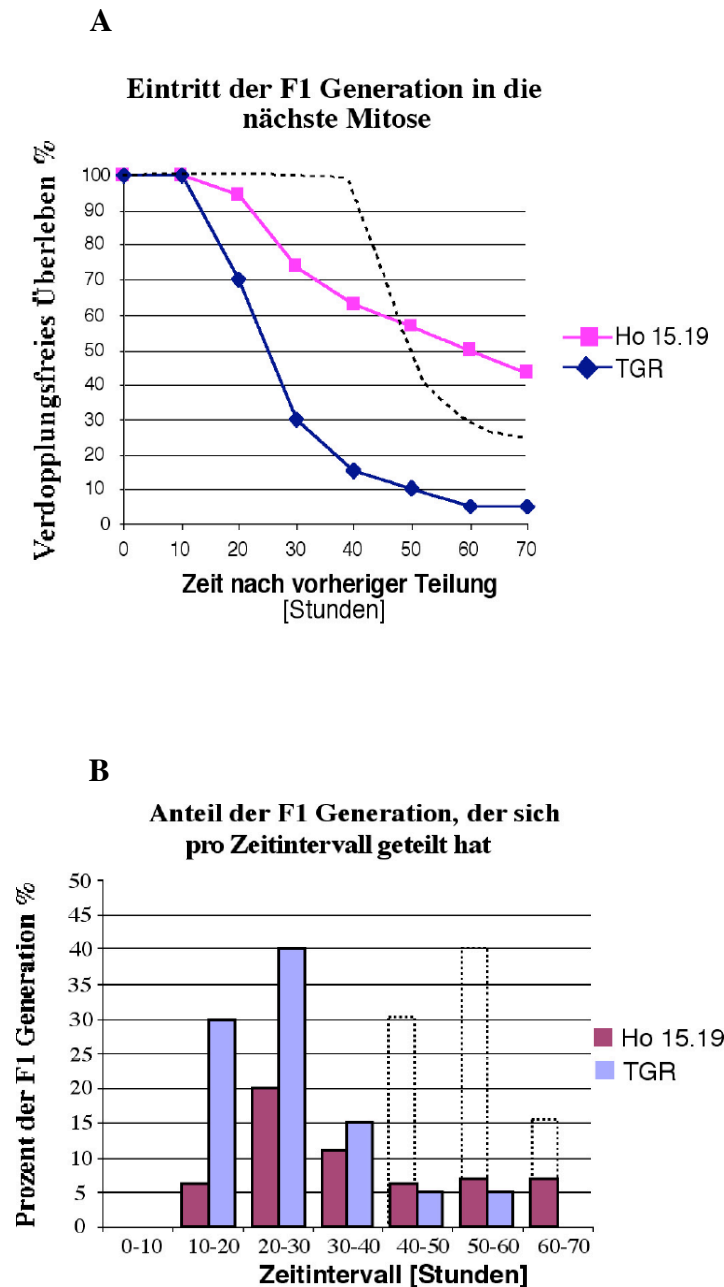 A
Eintritt der F1 Generation in die
nächste Mitose
Verdopplungsfreies Überleben %
100
90
80
70
60
50
40
30
20
10
0
0 10 20 30 40 50 60 70
Zeit nach vorheriger Teilung
[Stunden]
Ho 15.19
TGR
B
Anteil der F1 Generation, der sich
pro Zeitintervall geteilt hat
Prozent der F1 Generation %
50
45
40
35
30
25
20
15
10
5
0
0-10 10-20 20-30 30-40 40-50 50-60 60-70
Zeitintervall [Stunden]
Ho 15.19
TGR